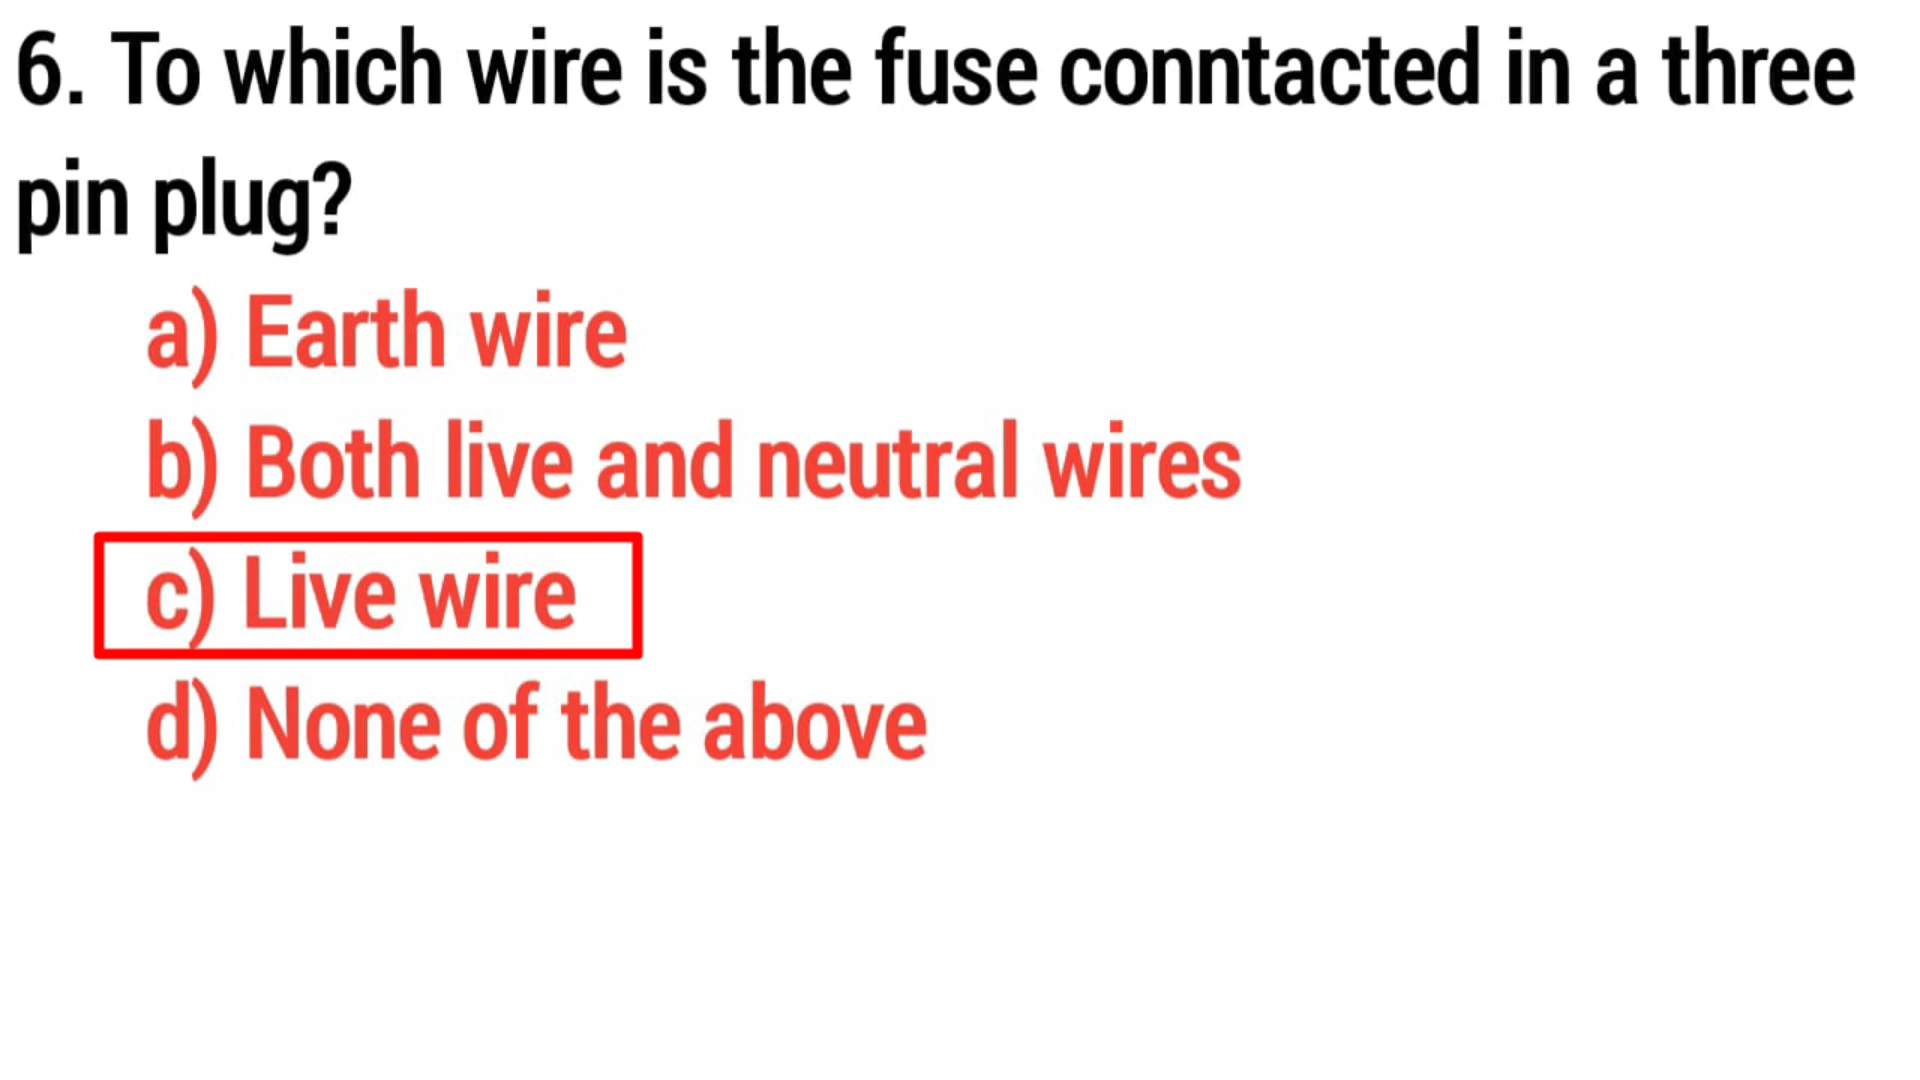 6. To which wire is the fuse conntacted in a three
pin plug?
a) Earth wire
b) Both live and neutral wires
c) Live wire
d) None of the above